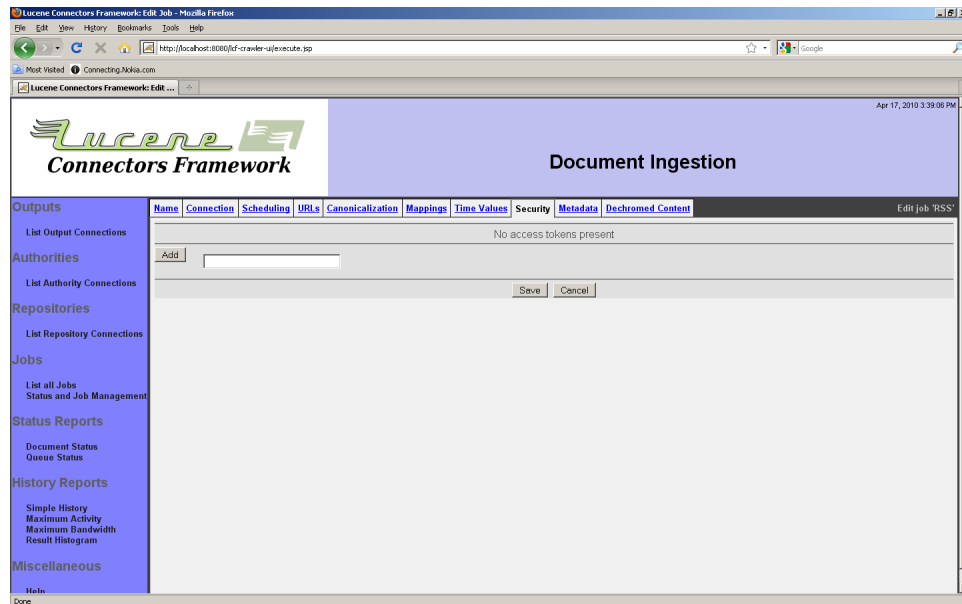 Lucene Connectors Framework: Edit Job - Mozilla Firefox
File Edit View History Bookmarks Tools Help
http://localhost:8080/lcf-crawler-ui/execute.jsp
Google
Most Visited Connecting.Nokia.com
Lucene Connectors Framework: Edit ...
Apr 17, 2010 3:39:06 PM
Lucene
Connectors Framework
Document Ingestion
Outputs
Name Connection Scheduling URLs Canonicalization Mappings Time Values Security Metadata Dechromed Content Edit job 'RSS'
List Output Connections
No access tokens present
Authorities
Add
List Authority Connections
Save Cancel
Repositories
List Repository Connections
Jobs
List all Jobs
Status and Job Management
Status Reports
Document Status
Queue Status
History Reports
Simple History
Maximum Activity
Maximum Bandwidth
Result Histogram
Miscellaneous
Help
Done